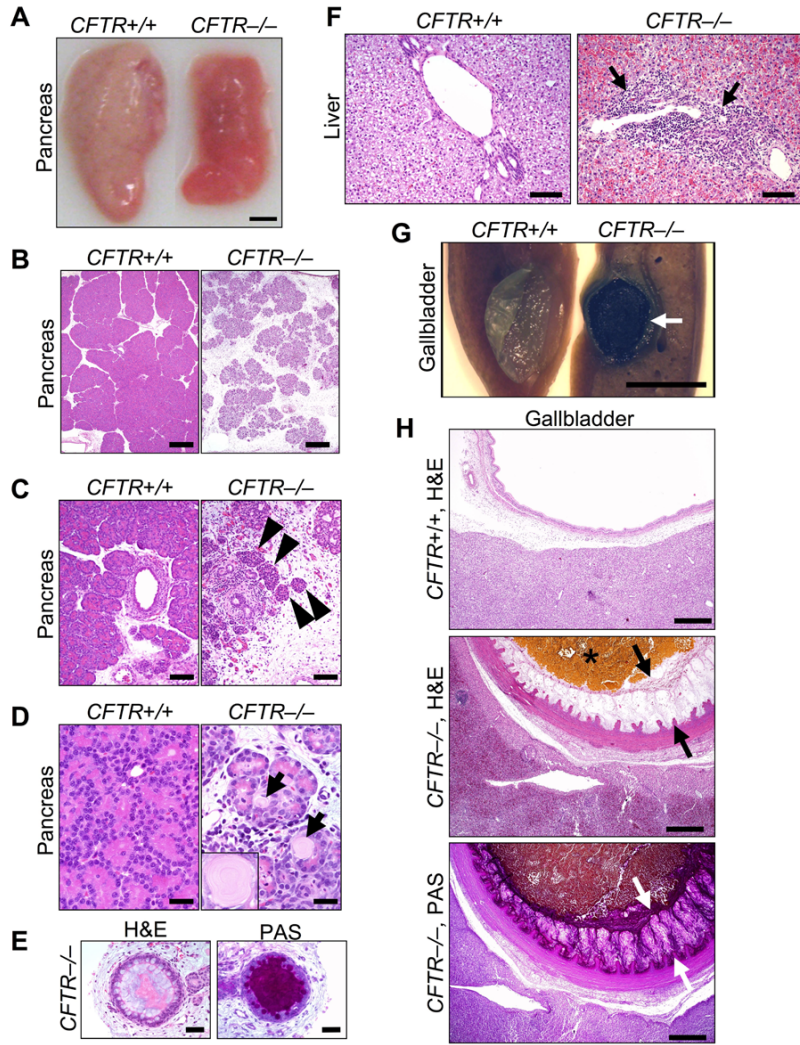 A
CFTR+/+ CFTR–/–
Pancreas
B
CFTR+/+ CFTR–/–
Pancreas
C
CFTR+/+ CFTR–/–
Pancreas
D
CFTR+/+ CFTR–/–
Pancreas
E
H&E PAS
CFTR–/–
F
CFTR+/+ CFTR–/–
Liver
G
CFTR+/+ CFTR–/–
Gallbladder
H
Gallbladder
CFTR+/+, H&E
*
CFTR–/–, H&E
CFTR–/–, PAS